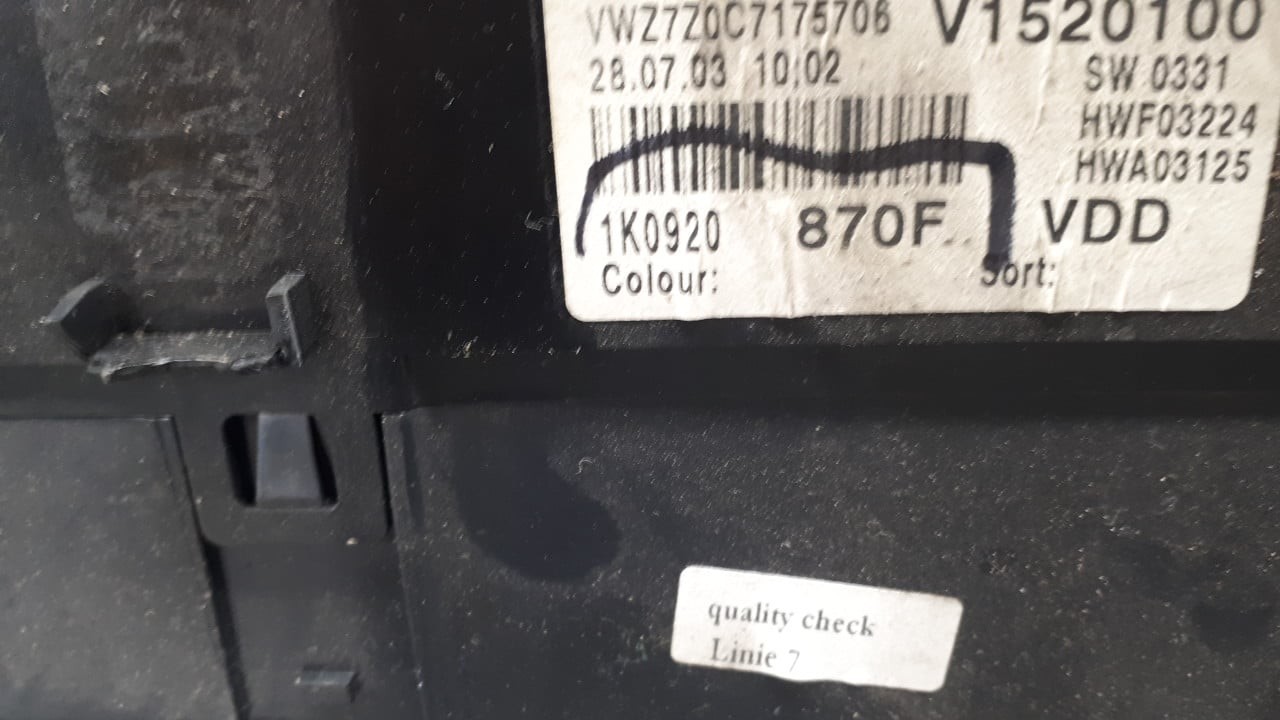 VWZ7Z0C7175706 V1520100
28.07.03 10:02 SW 0331
HWF03224
HWA03125
1K0920 870F VDD
Colour: Sort:
quality check
Linie 7